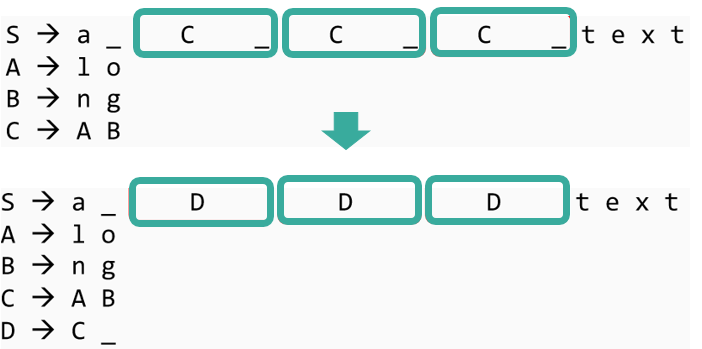 S → a _ C _ C _ C _ t e x t
A → l o
B → n g
C → A B
S → a _ D D D t e x t
A → l o
B → n g
C → A B
D → C _